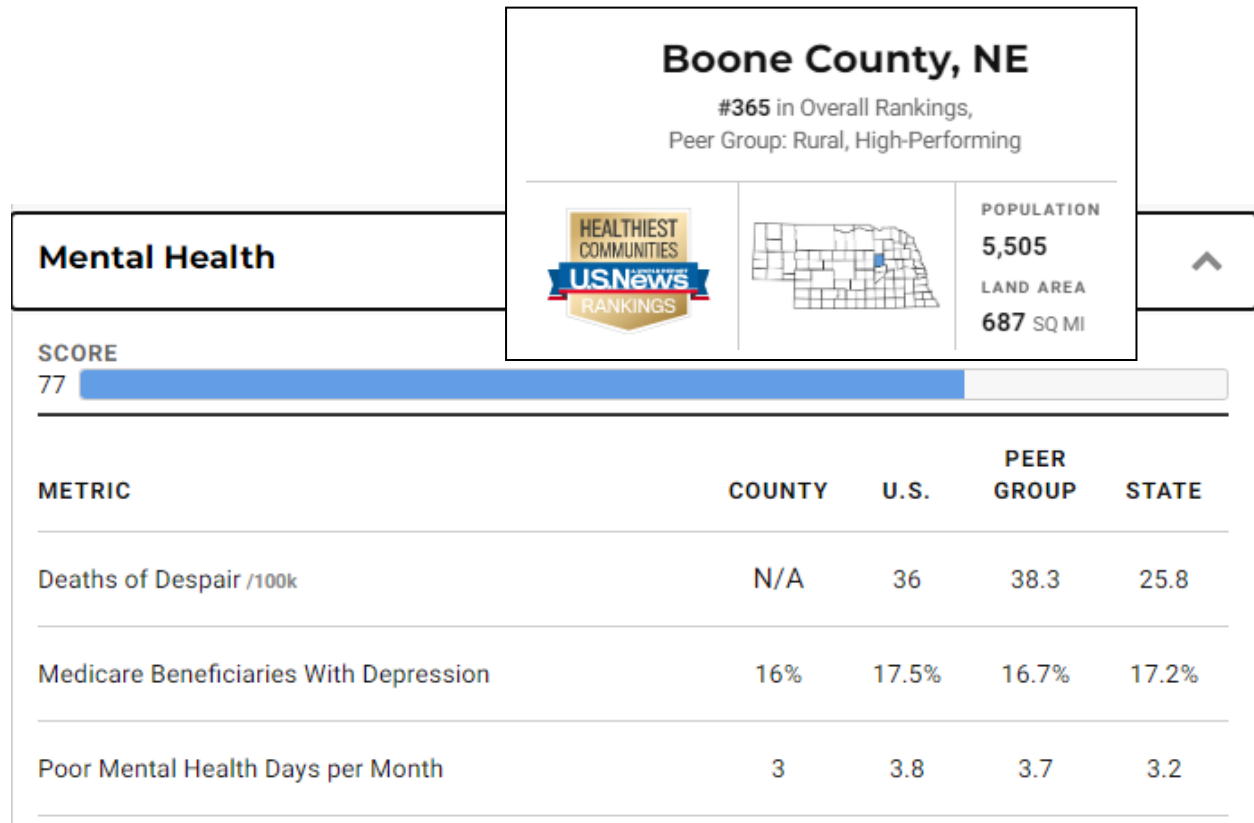 Boone County, NE
#365 in Overall Rankings,
Peer Group: Rural, High-Performing
HEALTHIEST
COMMUNITIES
U.S.News
RANKINGS
POPULATION
5,505
LAND AREA
687 SQ MI
Mental Health
SCORE
77
METRIC COUNTY U.S. PEER GROUP STATE
Deaths of Despair /100k N/A 36 38.3 25.8
Medicare Beneficiaries With Depression 16% 17.5% 16.7% 17.2%
Poor Mental Health Days per Month 3 3.8 3.7 3.2